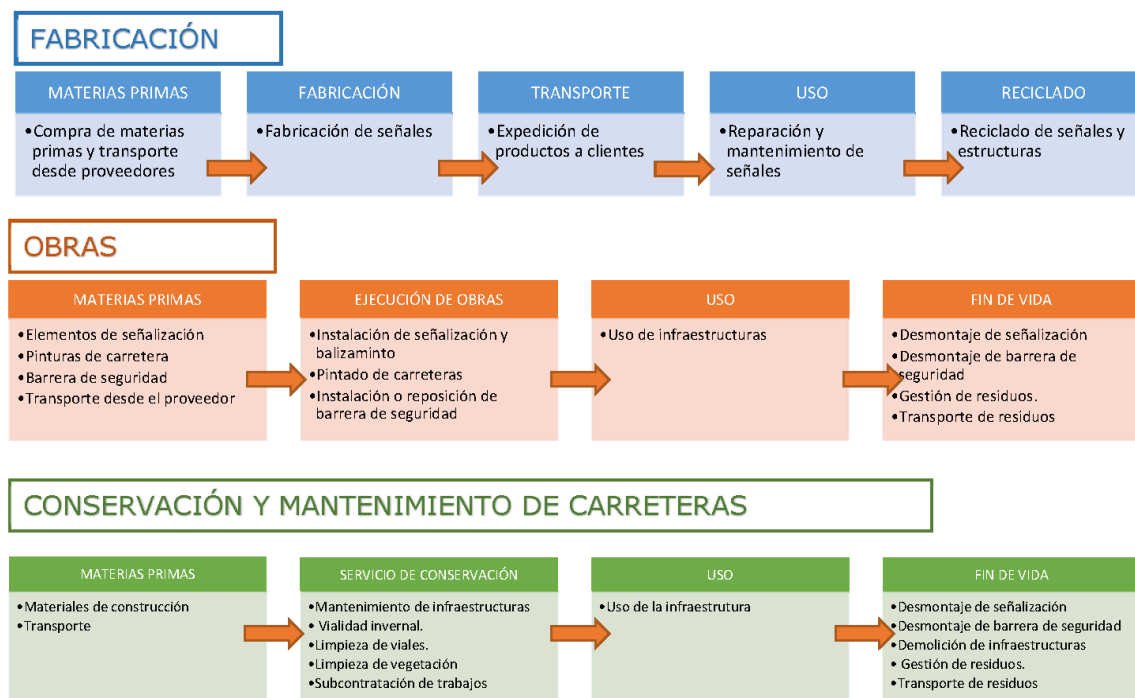 FABRICACIÓN
MATERIAS PRIMAS
•Compra de materias
primas y transporte
desde proveedores
FABRICACIÓN
•Fabricación de señales
TRANSPORTE
•Expedición de
productos a clientes
USO
•Reparación y
mantenimiento de
señales
RECICLADO
•Reciclado de señales y
estructuras
OBRAS
MATERIAS PRIMAS
•Elementos de señalización
•Pinturas de carretera
•Barrera de seguridad
•Transporte desde el proveedor
EJECUCIÓN DE OBRAS
•Instalación de señalización y
balizaminto
•Pintado de carreteras
•Instalación o reposición de
barrera de seguridad
USO
•Uso de infraestructuras
FIN DE VIDA
•Desmontaje de señalización
•Desmontaje de barrera de
seguridad
•Gestión de residuos.
•Transporte de residuos
CONSERVACIÓN Y MANTENIMIENTO DE CARRETERAS
MATERIAS PRIMAS
•Materiales de construcción
•Transporte
SERVICIO DE CONSERVACIÓN
•Mantenimiento de infraestructuras
• Vialidad invernal.
•Limpieza de viales.
•Limpieza de vegetación
•Subcontratación de trabajos
USO
•Uso de la infraestrutura
FIN DE VIDA
•Desmontaje de señalización
•Desmontaje de barrera de seguridad
•Demolición de infraestructuras
• Gestión de residuos.
•Transporte de residuos